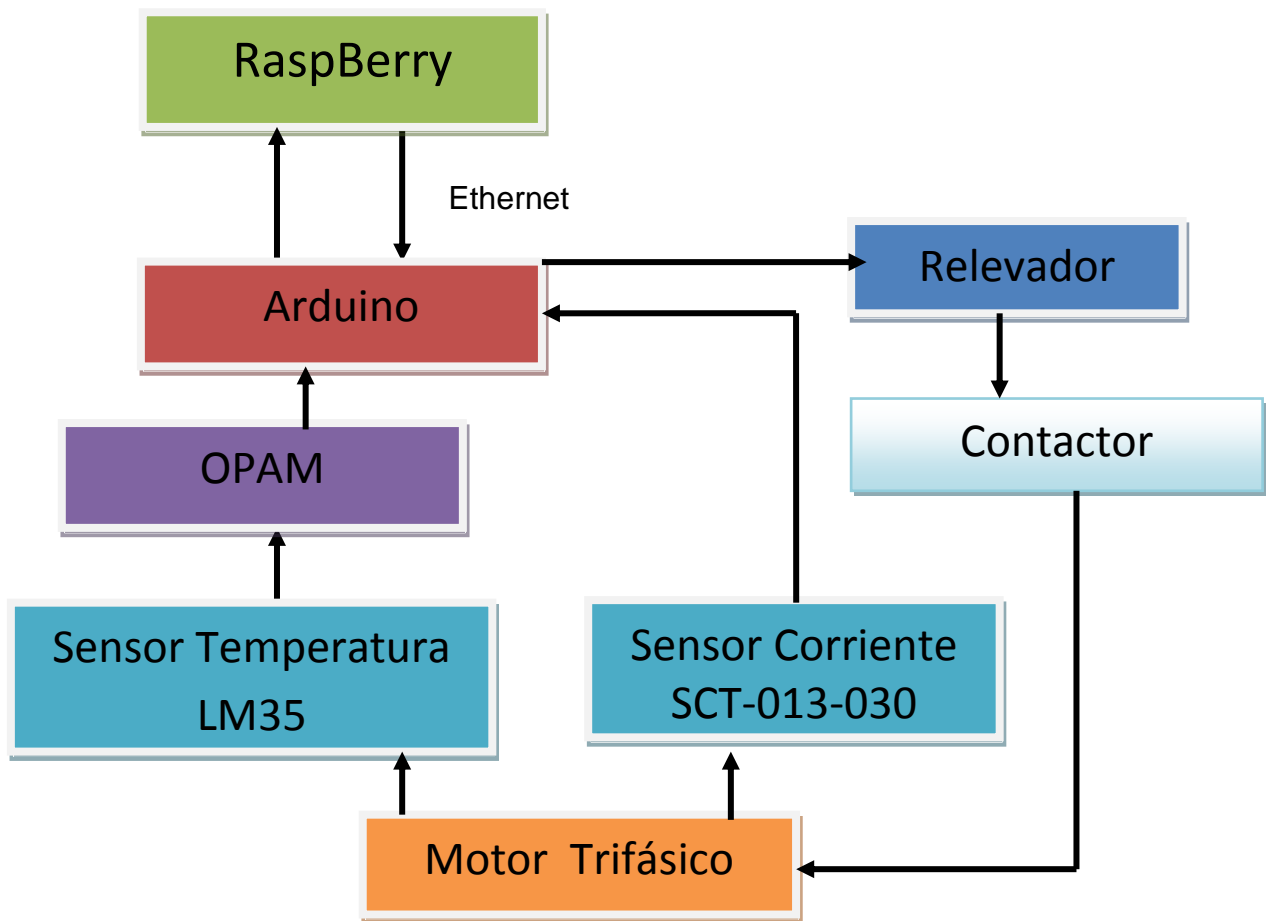 RaspBerry
Ethernet
Relevador
Arduino
Contactor
OPAM
Sensor Temperatura
LM35
Sensor Corriente
SCT-013-030
Motor Trifásico